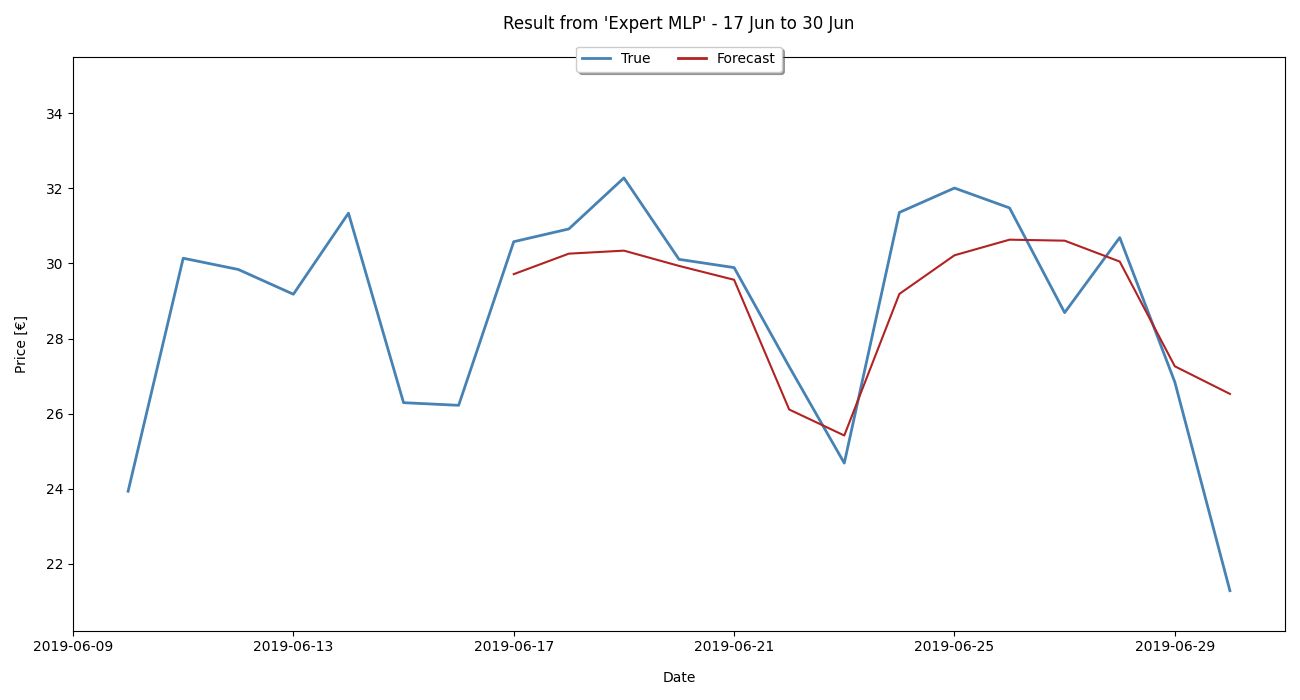 Result from 'Expert MLP' - 17 Jun to 30 Jun
True Forecast
34
32
30
28
26
24
22
Price [€]
2019-06-09 2019-06-13 2019-06-17 2019-06-21 2019-06-25 2019-06-29
Date